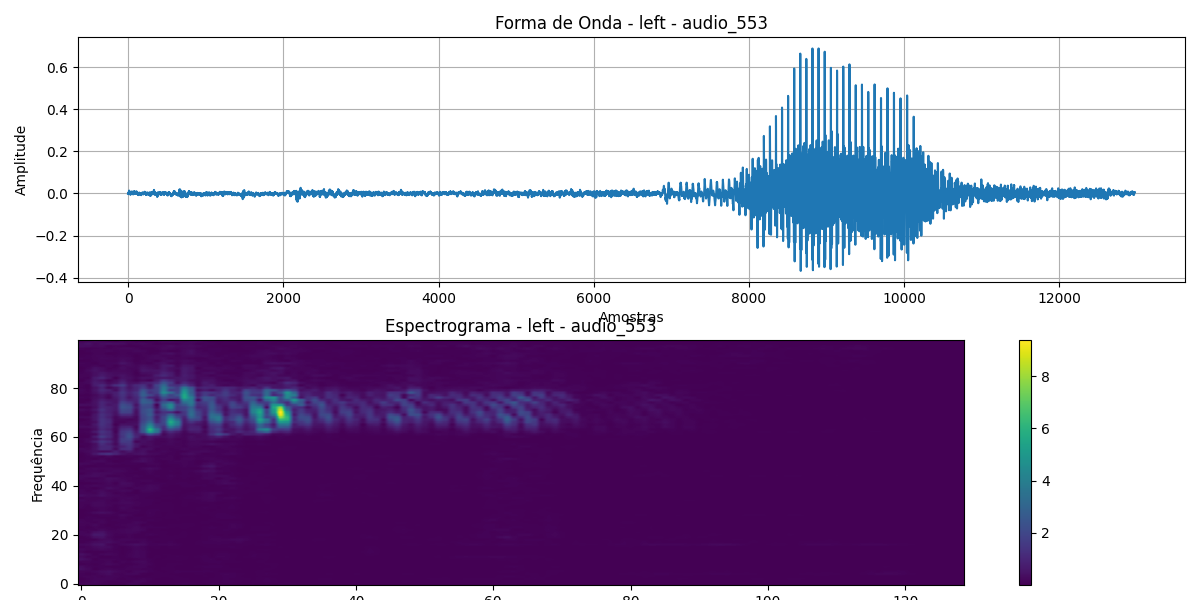 Forma de Onda - left - audio_553
Amplitude
0.6
0.4
0.2
0.0
−0.2
−0.4
0 2000 4000 6000 8000 10000 12000
Amostras
Espectrograma - left - audio_553
Frequência
80
60
40
20
0
0 20 40 60 80 100 120
8
6
4
2